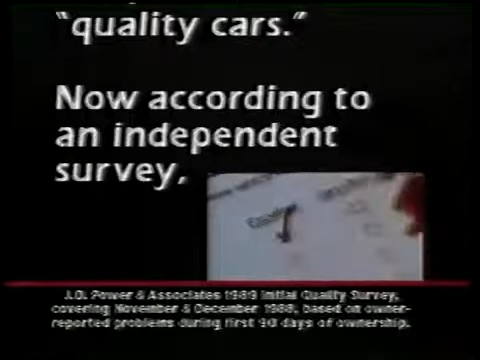 "quality cars."
Now according to
an independent
survey,
J.D. Power & Associates 1989 Initial Quality Survey,
covering November & December 1988, based on owner-
reported problems during first 90 days of ownership.